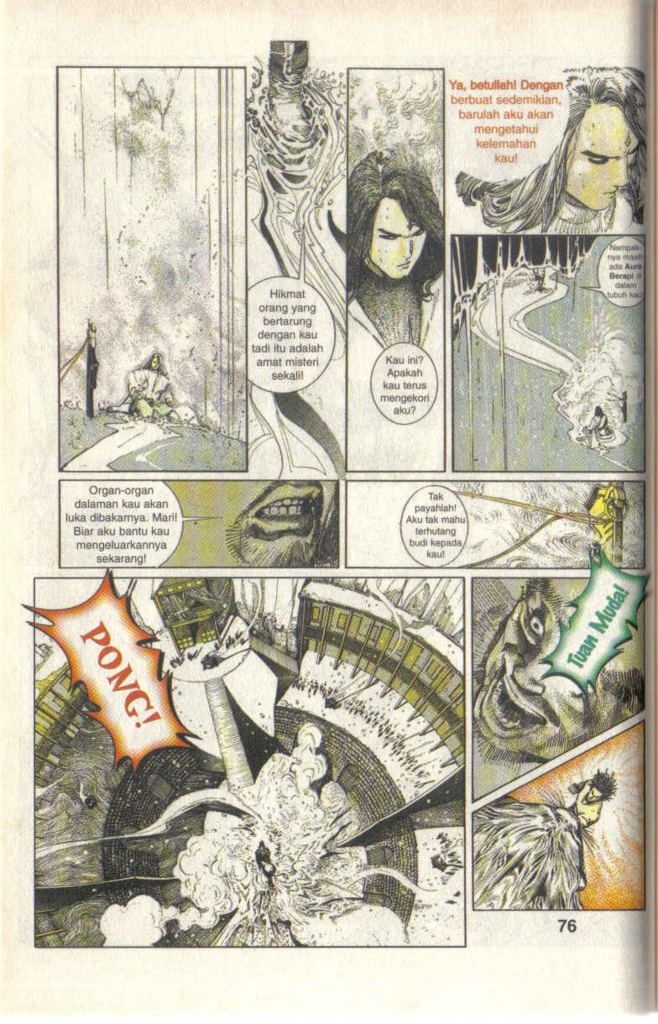 Hikmat
orang yang
bertarung
dengan kau
tadi itu adalah
amat misteri
sekali!
Kau ini?
Apakah
kau terus
mengekori
aku?
Ya, betullah! Dengan
berbuat sedemikian,
barulah aku akan
mengetahui
kelemahan
kau!
Nampak-
nya masih
ada Aura
Berapi di
dalam
tubuh kau!
Organ-organ
dalaman kau akan
luka dibakarnya. Mari!
Biar aku bantu kau
mengeluarkannya
sekarang!
Tak
payahlah!
Aku tak mahu
terhutang
budi kepada
kau!
PONG!
Tuan Muda!
76